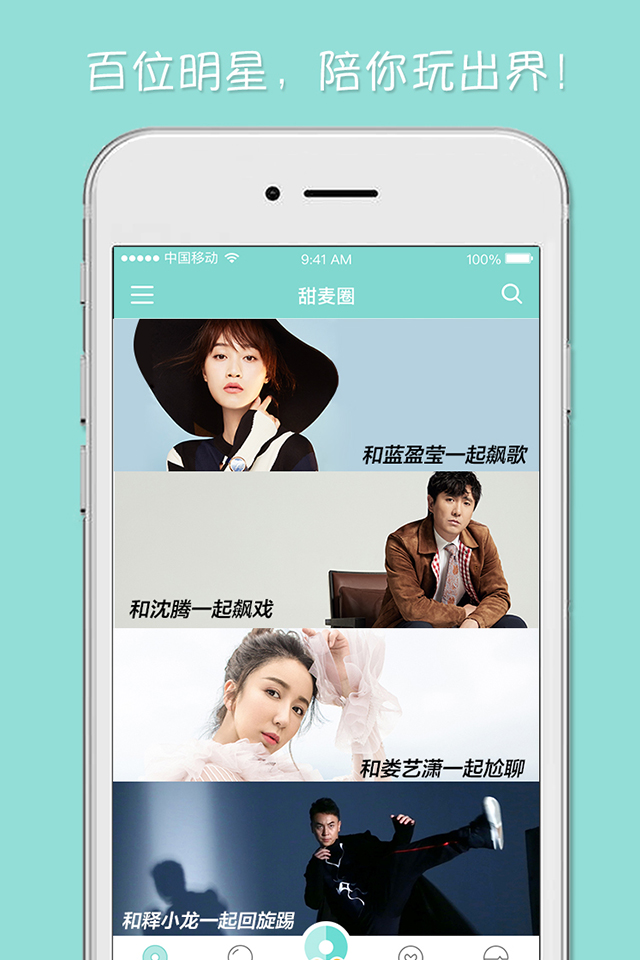 百位明星，陪你玩出界！
中国移动 9:41 AM 100%
甜麦圈
和蓝盈莹一起飙歌
和沈腾一起飙戏
和娄艺潇一起尬聊
和释小龙一起回旋踢